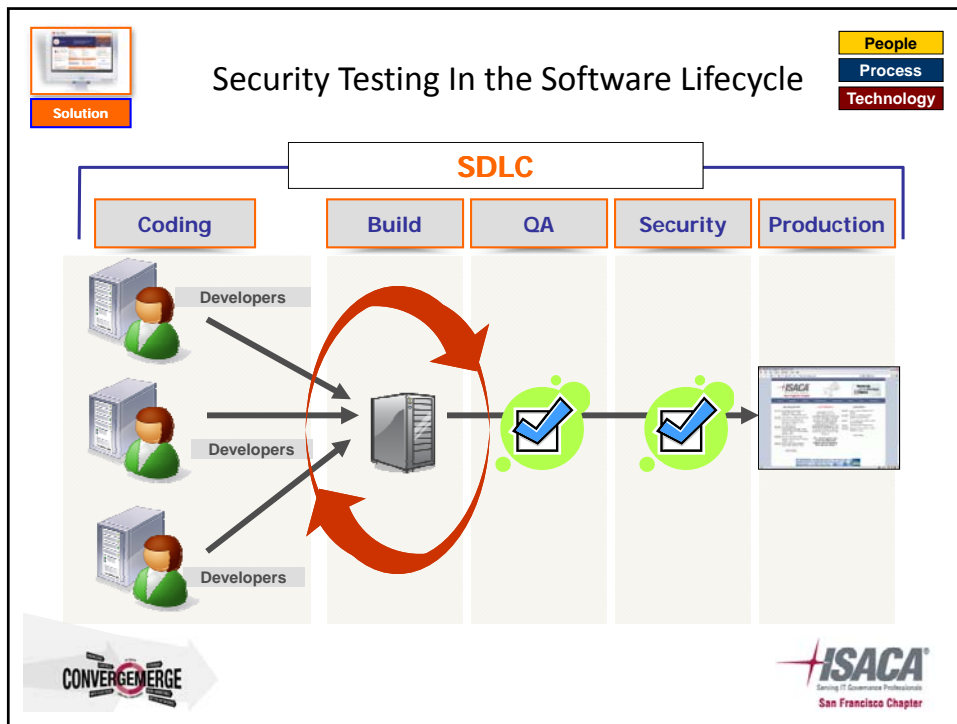 Security Testing In the Software Lifecycle
Solution
People
Process
Technology
SDLC
Coding
Build
QA
Security
Production
Developers
Developers
Developers
ISACA
CONVERGEMERGE
ISACA®
Serving IT Governance Professionals
San Francisco Chapter